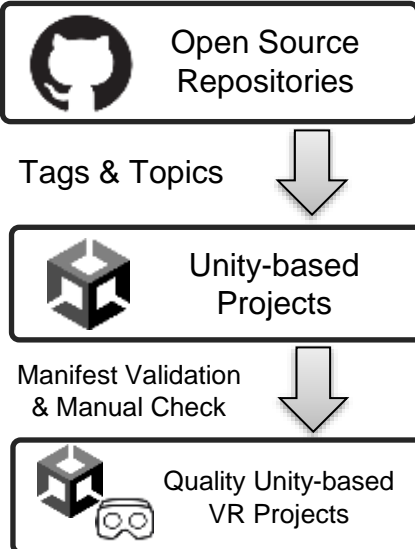 Open Source
Repositories
Tags & Topics
Unity-based
Projects
Manifest Validation
& Manual Check
Quality Unity-based
VR Projects